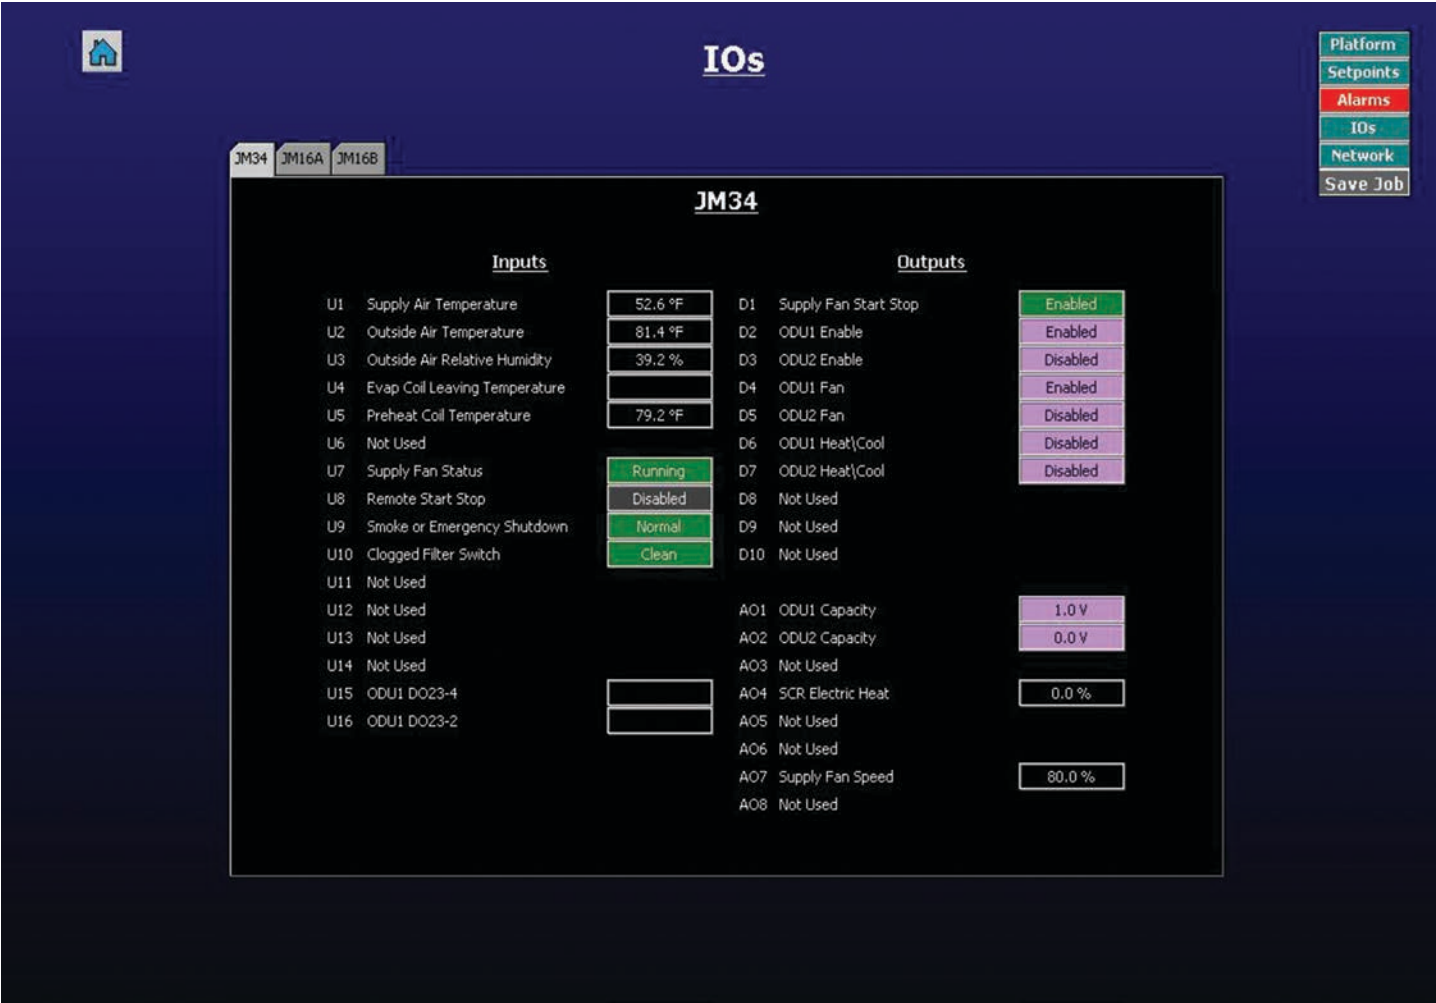 IOs
Platform
Setpoints
Alarms
IOs
Network
Save Job
JM34 JM16A JM16B
JM34
Inputs
U1 Supply Air Temperature 52.6 °F
U2 Outside Air Temperature 81.4 °F
U3 Outside Air Relative Humidity 39.2 %
U4 Evap Coil Leaving Temperature
U5 Preheat Coil Temperature 79.2 °F
U6 Not Used
U7 Supply Fan Status Running
U8 Remote Start Stop Disabled
U9 Smoke or Emergency Shutdown Normal
U10 Clogged Filter Switch Clean
U11 Not Used
U12 Not Used
U13 Not Used
U14 Not Used
U15 ODU1 DO23-4
U16 ODU1 DO23-2
Outputs
D1 Supply Fan Start Stop Enabled
D2 ODU1 Enable Enabled
D3 ODU2 Enable Disabled
D4 ODU1 Fan Enabled
D5 ODU2 Fan Disabled
D6 ODU1 Heat\Cool Disabled
D7 ODU2 Heat\Cool Disabled
D8 Not Used
D9 Not Used
D10 Not Used
AO1 ODU1 Capacity 1.0 V
AO2 ODU2 Capacity 0.0 V
AO3 Not Used
AO4 SCR Electric Heat 0.0 %
AO5 Not Used
AO6 Not Used
AO7 Supply Fan Speed 80.0 %
AO8 Not Used